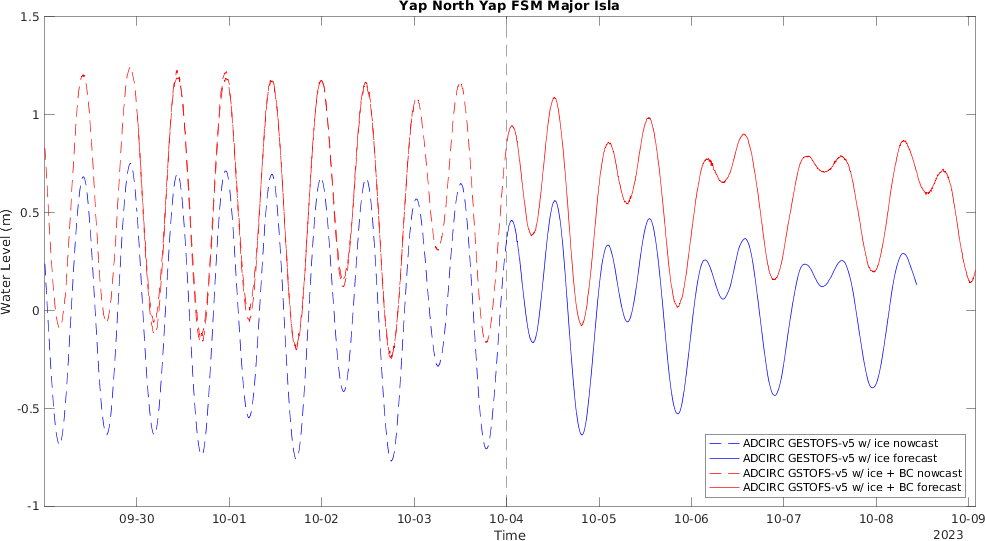 Yap North Yap FSM Major Isla
1.5
1
0.5
0
-0.5
-1
Water Level (m)
09-30
10-01
10-02
10-03
10-04
10-05
10-06
10-07
10-08
10-09
Time
2023
ADCIRC GESTOFS-v5 w/ ice nowcast
ADCIRC GESTOFS-v5 w/ ice forecast
ADCIRC GSTOFS-v5 w/ ice + BC nowcast
ADCIRC GSTOFS-v5 w/ ice + BC forecast